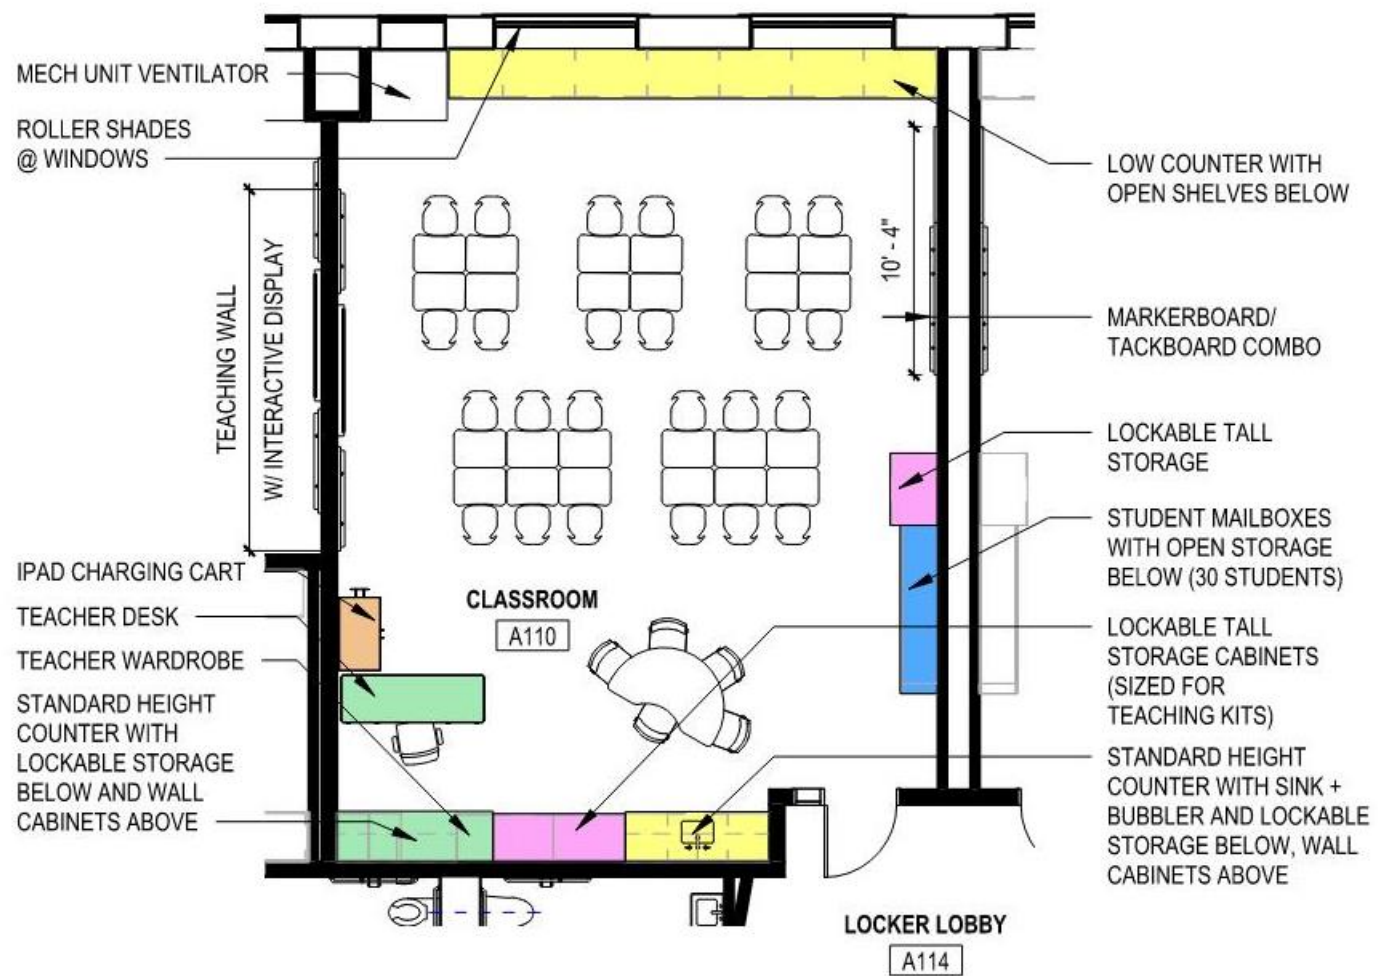 MECH UNIT VENTILATOR
ROLLER SHADES
@ WINDOWS
TEACHING WALL
W/ INTERACTIVE DISPLAY
IPAD CHARGING CART
TEACHER DESK
TEACHER WARDROBE
STANDARD HEIGHT
COUNTER WITH
LOCKABLE STORAGE
BELOW AND WALL
CABINETS ABOVE
CLASSROOM
A110
10' - 4"
LOW COUNTER WITH
OPEN SHELVES BELOW
MARKERBOARD/
TACKBOARD COMBO
LOCKABLE TALL
STORAGE
STUDENT MAILBOXES
WITH OPEN STORAGE
BELOW (30 STUDENTS)
LOCKABLE TALL
STORAGE CABINETS
(SIZED FOR
TEACHING KITS)
STANDARD HEIGHT
COUNTER WITH SINK +
BUBBLER AND LOCKABLE
STORAGE BELOW, WALL
CABINETS ABOVE
LOCKER LOBBY
A114